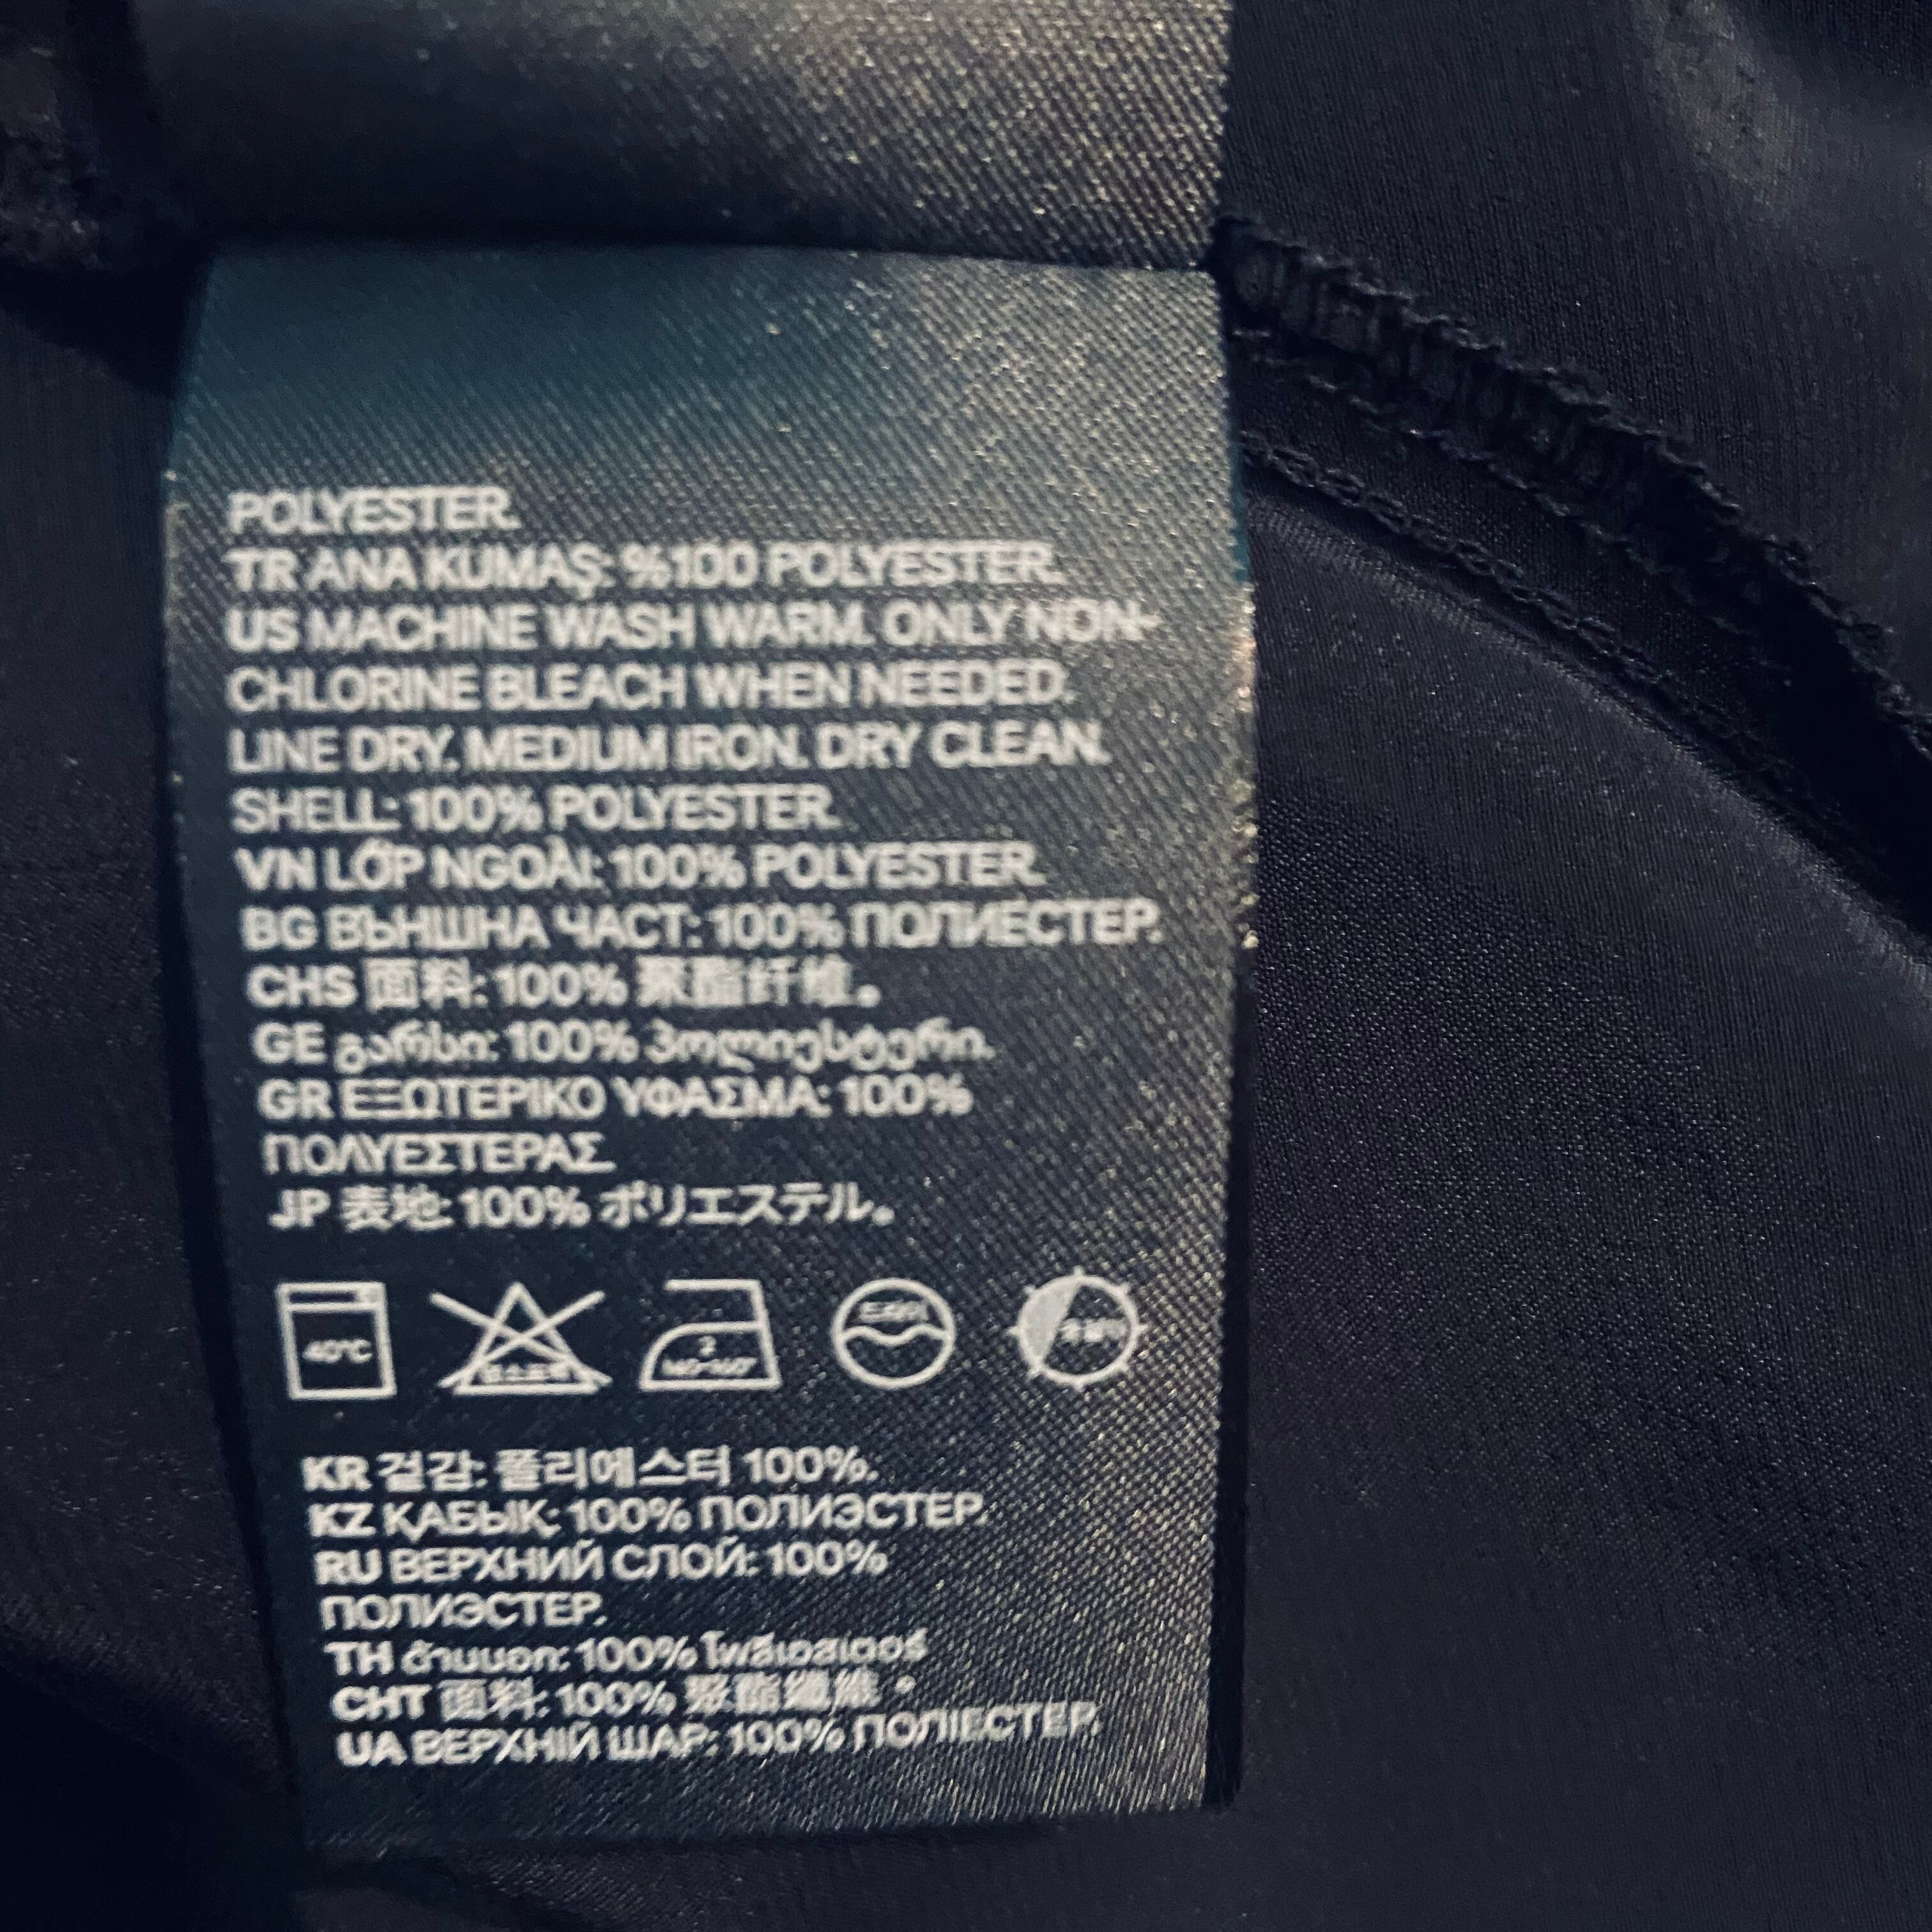 POLYESTER.
TR ANA KUMAŞ: %100 POLYESTER.
US MACHINE WASH WARM. ONLY NON-
CHLORINE BLEACH WHEN NEEDED.
LINE DRY. MEDIUM IRON. DRY CLEAN.
SHELL: 100% POLYESTER.
VN LỚP NGOÀI: 100% POLYESTER.
BG ВЪНШНА ЧАСТ: 100% ПОЛИЕСТЕР.
CHS 面料: 100% 聚酯纤维。
GE გარსი: 100% პოლიესტერი.
GR ΕΞΩΤΕΡΙΚΟ ΥΦΑΣΜΑ: 100%
ΠΟΛΥΕΣΤΕΡΑΣ.
JP 表地: 100% ポリエステル。
40°C
2
KR 겉감: 폴리에스터 100%.
KZ ҚАБЫҚ: 100% ПОЛИЭСТЕР.
RU ВЕРХНИЙ СЛОЙ: 100%
ПОЛИЭСТЕР.
TH ด้านนอก: 100% โพลีเอสเตอร์
CHT 面料: 100% 聚酯纖維。
UA ВЕРХНІЙ ШАР: 100% ПОЛІЕСТЕР.